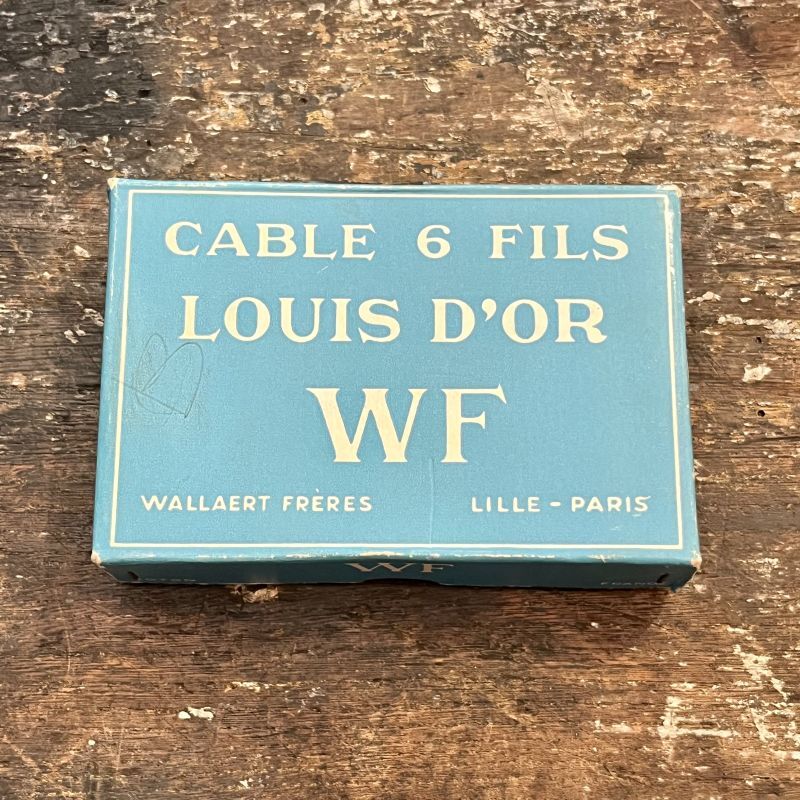 CABLE 6 FILS
LOUIS D'OR
WF
WALLAERT FRÈRES LILLE - PARIS
WF